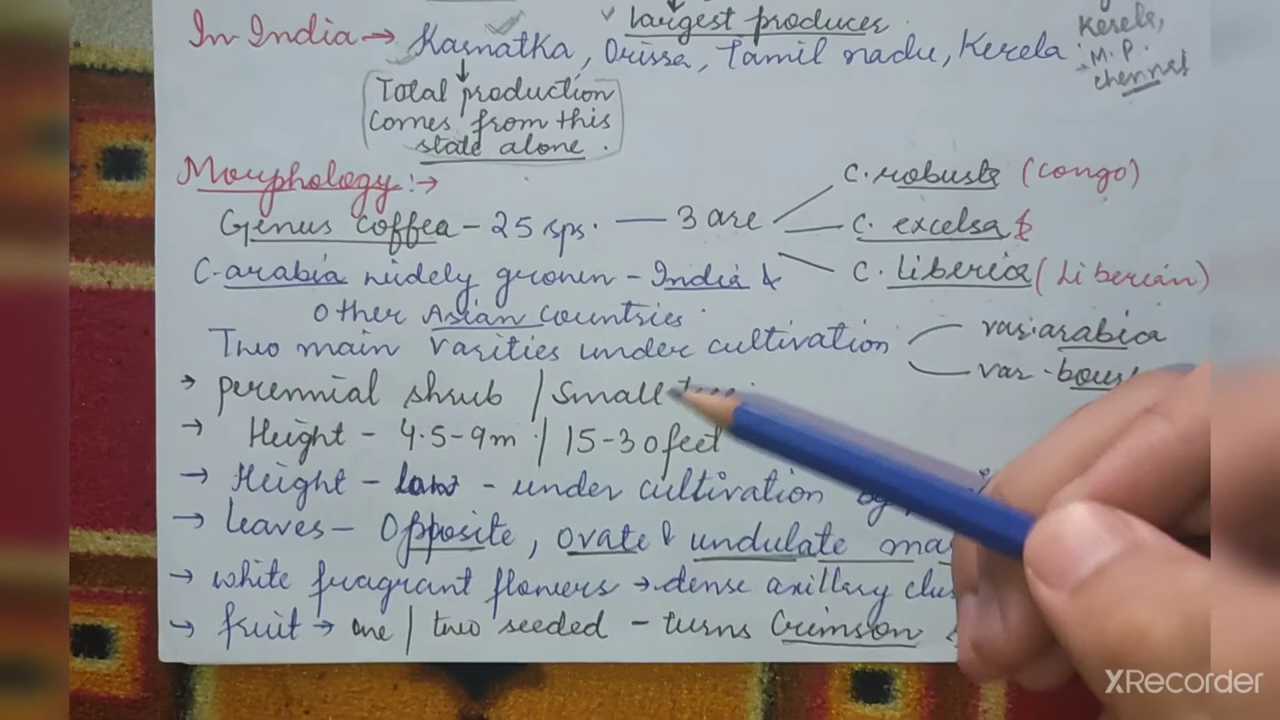 largest producer
In India → Karnatka, Orissa, Tamil nadu, Kerela
Kerela,
M.P.
chennai
Total production
comes from this
state alone.
Morphology:→
Genus coffea - 25 sps. — 3 are
C. robusta (Congo)
C. excelsa
C. Liberica (Liberian)
C-arabia widely grown - India &
other Asian countries.
Two main varities under cultivation
var. arabica
var -
→ perennial shrub / Small
→ Height - 4.5-9m / 15-30 feet
→ Height - low - under cultivation
→ leaves - Opposite, ovate & undulate
→ white fragrant flowers → dense axillary
→ fruit → one / two seeded - turns Crimson
XRecorder